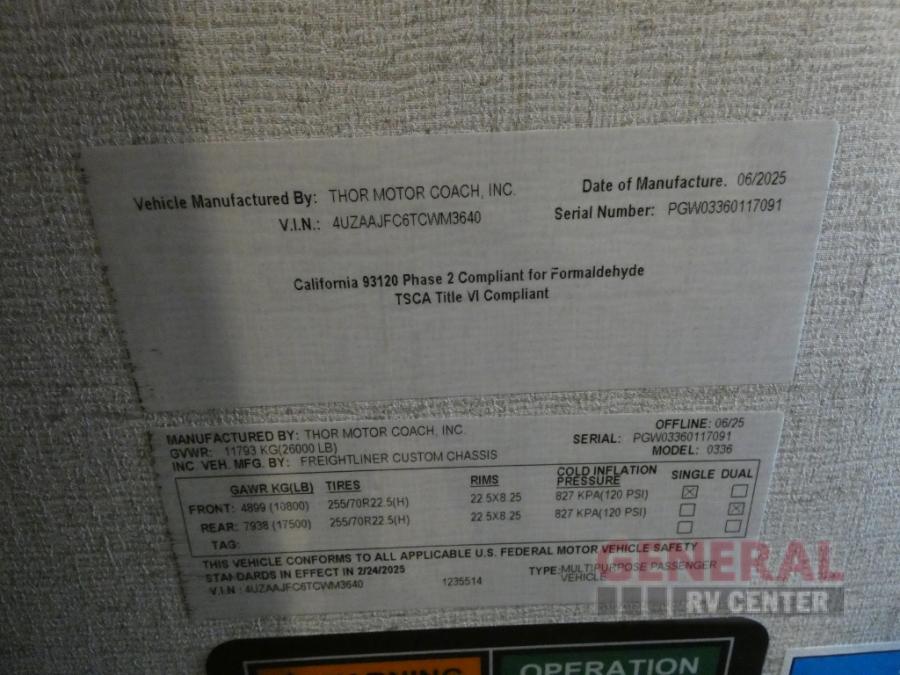 Vehicle Manufactured By: THOR MOTOR COACH, INC. Date of Manufacture. 06/2025
V.I.N.: 4UZAAJFC6TCWM3640 Serial Number: PGW03360117091
California 93120 Phase 2 Compliant for Formaldehyde
TSCA Title VI Compliant
MANUFACTURED BY: THOR MOTOR COACH, INC. OFFLINE: 06/25
GVWR: 11793 KG(26000 LB) SERIAL: PGW03360117091
INC. VEH. MFG. BY: FREIGHTLINER CUSTOM CHASSIS MODEL: 0336
GAWR KG(LB) TIRES RIMS COLD INFLATION PRESSURE SINGLE DUAL
FRONT: 4899 (10800) 255/70R22.5(H) 22.5X8.25 827 KPA(120 PSI)
REAR: 7938 (17500) 255/70R22.5(H) 22.5X8.25 827 KPA(120 PSI)
TAG:
THIS VEHICLE CONFORMS TO ALL APPLICABLE U.S. FEDERAL MOTOR VEHICLE SAFETY
STANDARDS IN EFFECT IN 2/24/2025 TYPE: MULTIPURPOSE PASSENGER
VEHICLE
V.I.N : 4UZAAJFC6TCWM3640 1235514
GENERAL
RV CENTER
WARNING OPERATION